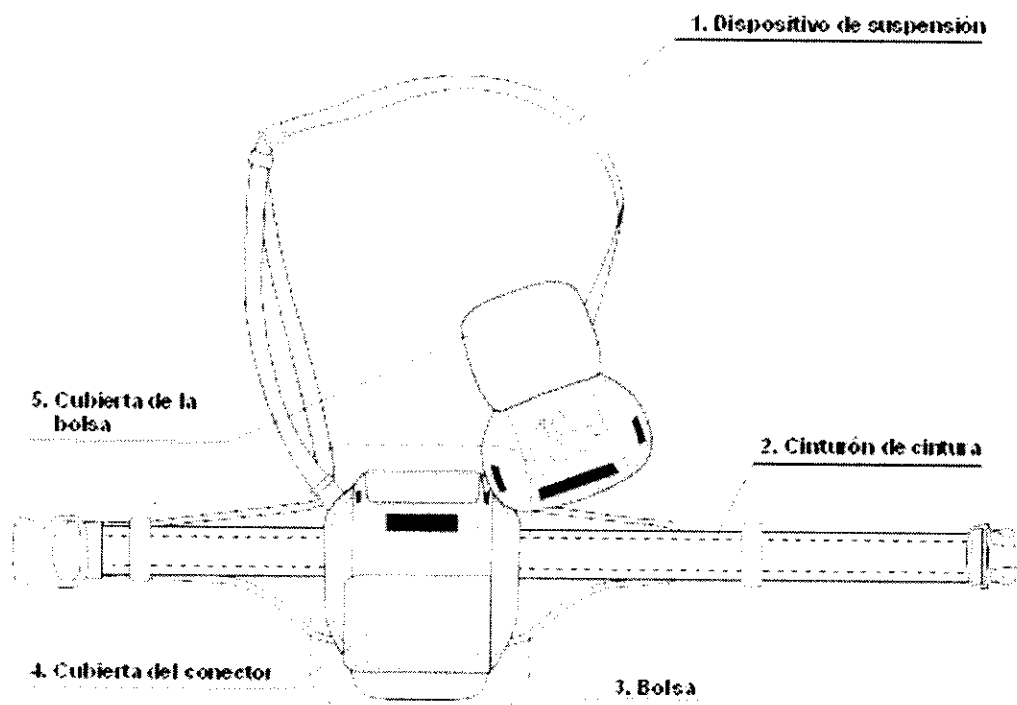 1. Dispositivo de suspensión
5. Cubierta de la
bolsa
2. Cinturón de cintura
4. Cubierta del conector
3. Bolsa